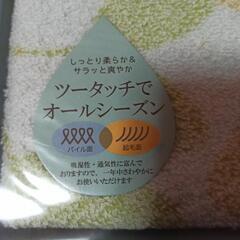 しっとり柔らか&
サラッと爽やか
ツータッチで
オールシーズン
パイル面 起毛面
吸湿性・通気性に富んで
おりますので、一年中さわやかに
お使いいただけます